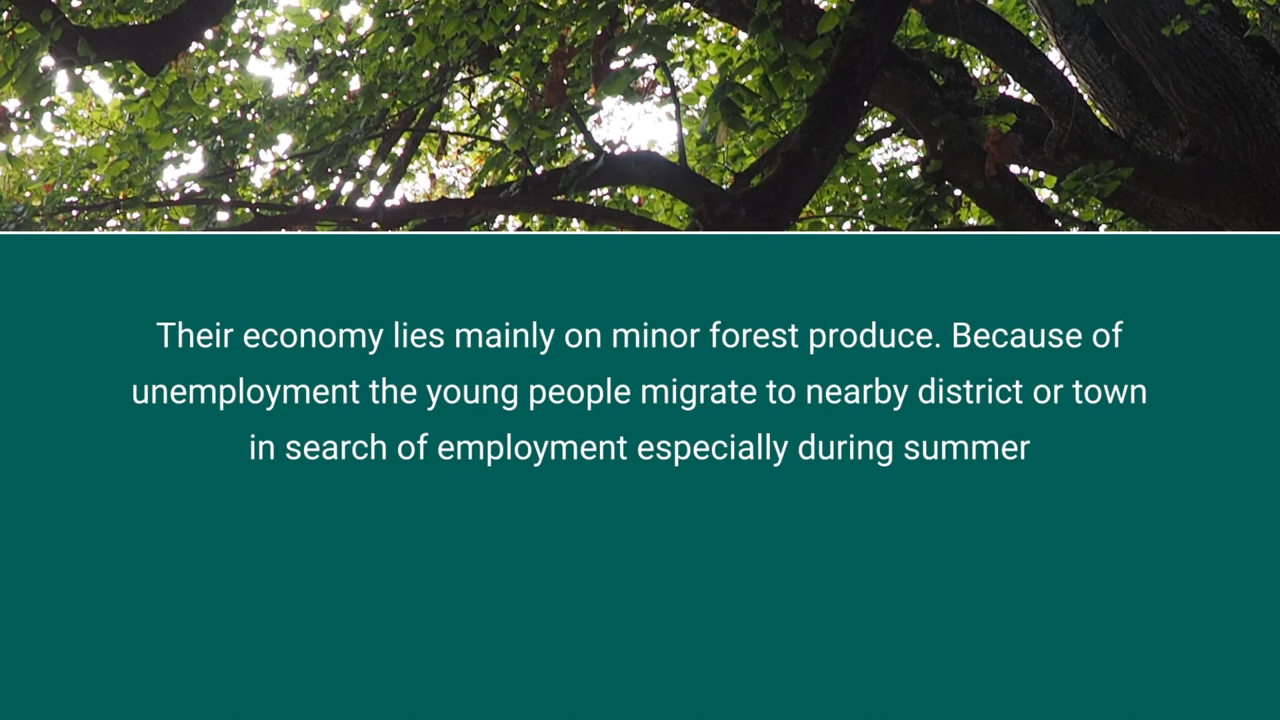 Their economy lies mainly on minor forest produce. Because of
unemployment the young people migrate to nearby district or town
in search of employment especially during summer